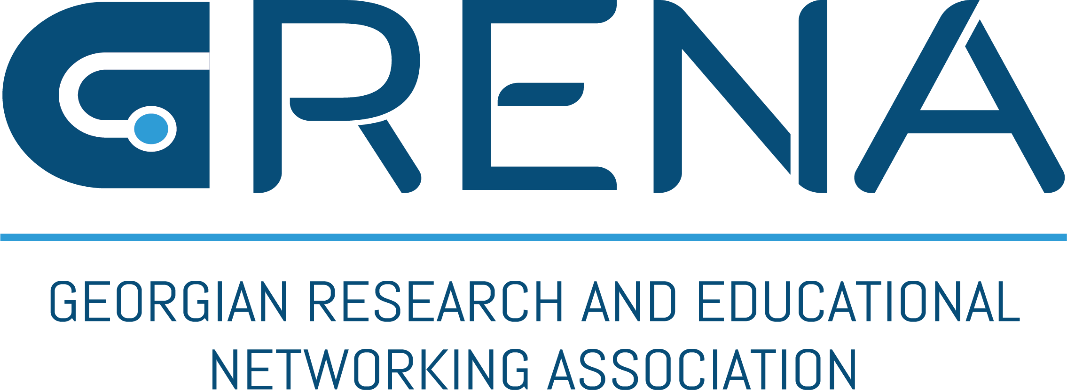 GRENA
GEORGIAN RESEARCH AND EDUCATIONAL
NETWORKING ASSOCIATION